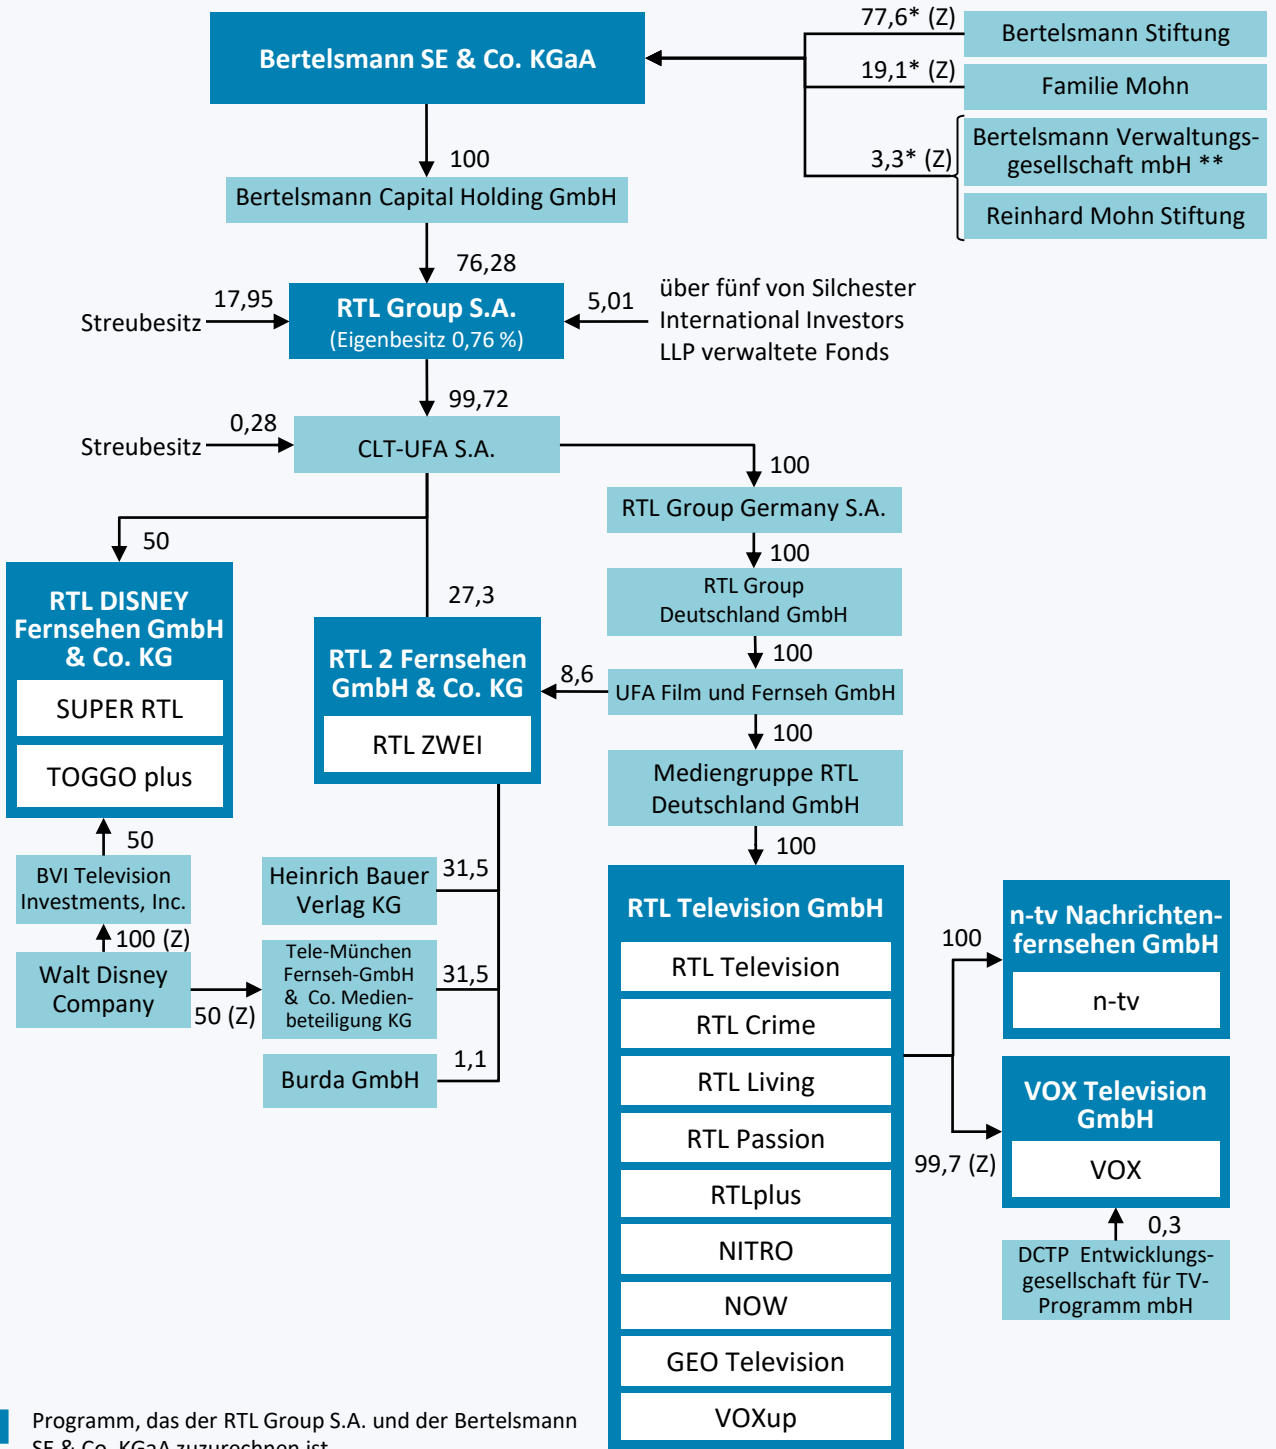 77,6* (Z)
Bertelsmann Stiftung
Bertelsmann SE & Co. KGaA
19,1* (Z)
Familie Mohn
3,3* (Z)
Bertelsmann Verwaltungs-
gesellschaft mbH **
Reinhard Mohn Stiftung
100
Bertelsmann Capital Holding GmbH
76,28
Streubesitz
17,95
RTL Group S.A.
(Eigenbesitz 0,76 %)
5,01
über fünf von Silchester
International Investors
LLP verwaltete Fonds
99,72
Streubesitz
0,28
CLT-UFA S.A.
100
RTL Group Germany S.A.
50
100
RTL DISNEY
Fernsehen GmbH
& Co. KG
SUPER RTL
TOGGO plus
27,3
RTL 2 Fernsehen
GmbH & Co. KG
RTL ZWEI
RTL Group
Deutschland GmbH
100
8,6
UFA Film und Fernseh GmbH
100
Mediengruppe RTL
Deutschland GmbH
100
50
BVI Television
Investments, Inc.
100 (Z)
Walt Disney
Company
50 (Z)
Heinrich Bauer
Verlag KG
31,5
Tele-München
Fernseh-GmbH
& Co. Medien-
beteiligung KG
31,5
Burda GmbH
1,1
RTL Television GmbH
RTL Television
RTL Crime
RTL Living
RTL Passion
RTLplus
NITRO
NOW
GEO Television
VOXup
100
n-tv Nachrichten-
fernsehen GmbH
n-tv
99,7 (Z)
VOX Television
GmbH
VOX
0,3
DCTP Entwicklungs-
gesellschaft für TV-
Programm mbH
Programm, das der RTL Group S.A. und der Bertelsmann
SE & Co. KGaA zuzurechnen ist